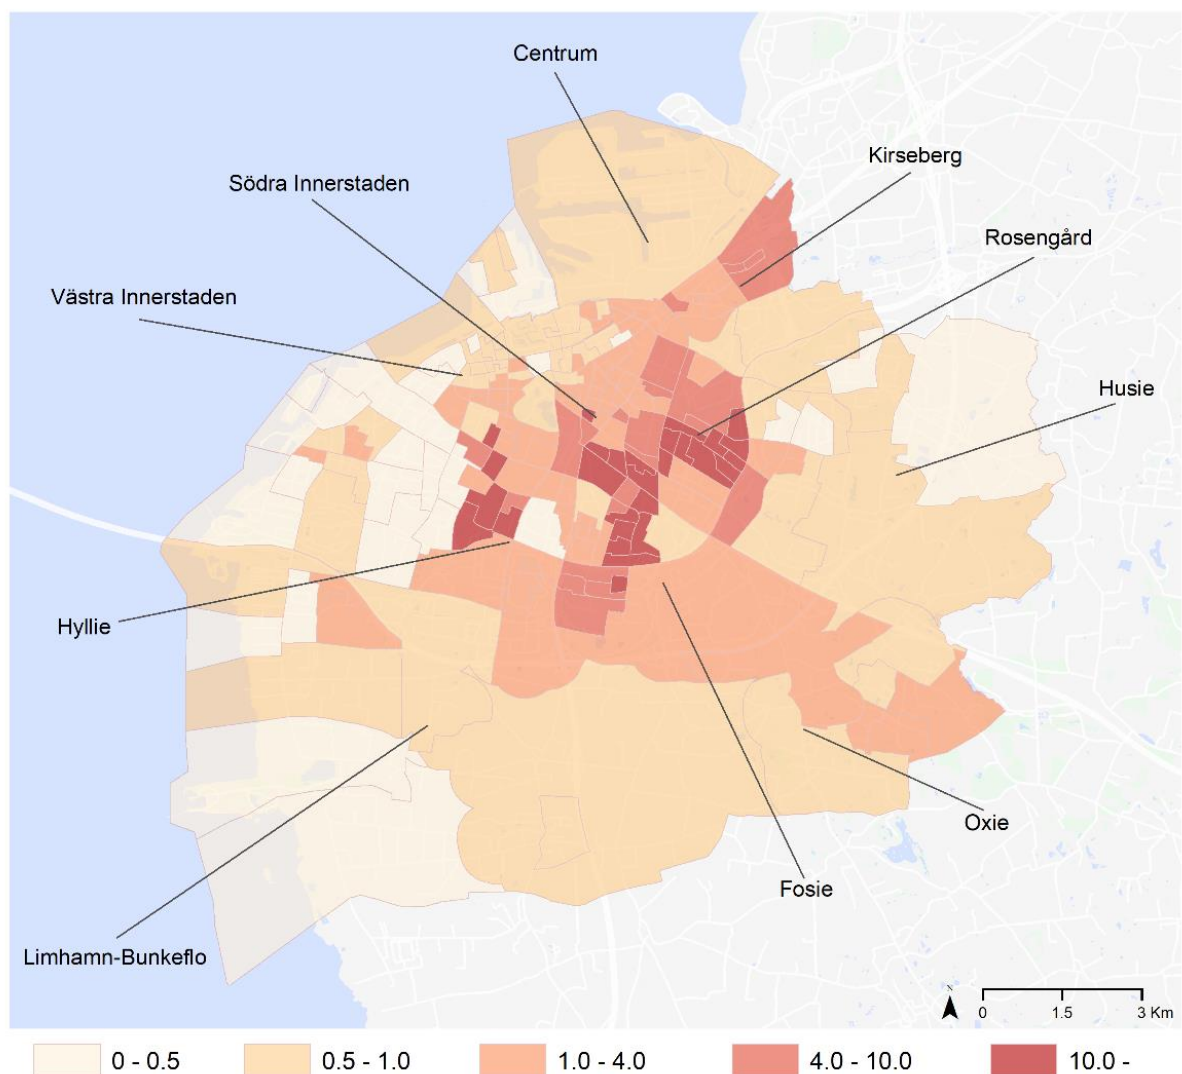 Centrum
Kirseberg
Södra Innerstaden
Rosengård
Västra Innerstaden
Husie
Hyllie
Oxie
Fosie
Limhamn-Bunkeflo
N
0 1.5 3 Km
0 - 0.5 0.5 - 1.0 1.0 - 4.0 4.0 - 10.0 10.0 -